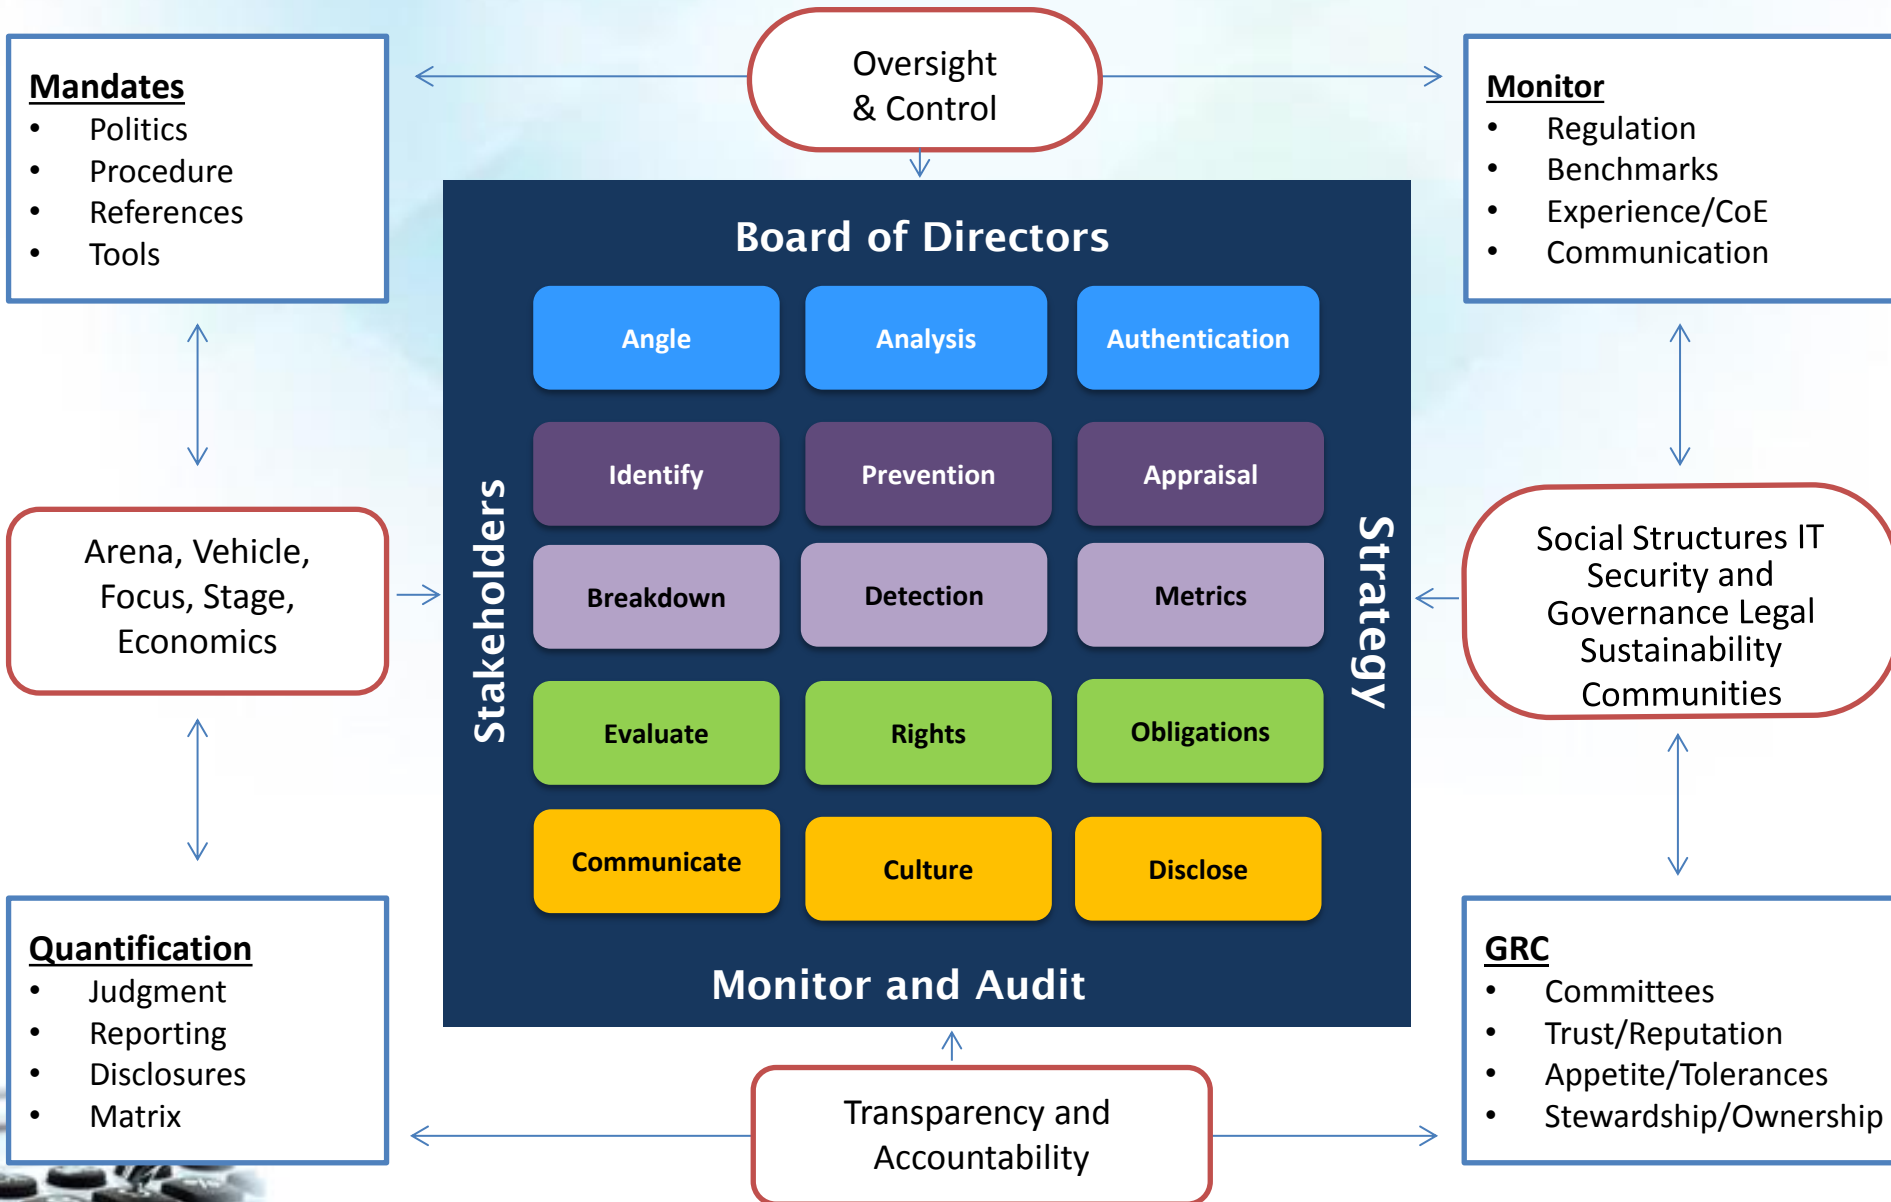 Oversight
& Control
Mandates
• Politics
• Procedure
• References
• Tools
Monitor
• Regulation
• Benchmarks
• Experience/CoE
• Communication
Board of Directors
Angle
Analysis
Authentication
Identify
Prevention
Appraisal
Breakdown
Detection
Metrics
Evaluate
Rights
Obligations
Communicate
Culture
Disclose
Stakeholders
Strategy
Monitor and Audit
Arena, Vehicle,
Focus, Stage,
Economics
Social Structures IT
Security and
Governance Legal
Sustainability
Communities
Quantification
• Judgment
• Reporting
• Disclosures
• Matrix
GRC
• Committees
• Trust/Reputation
• Appetite/Tolerances
• Stewardship/Ownership
Transparency and
Accountability